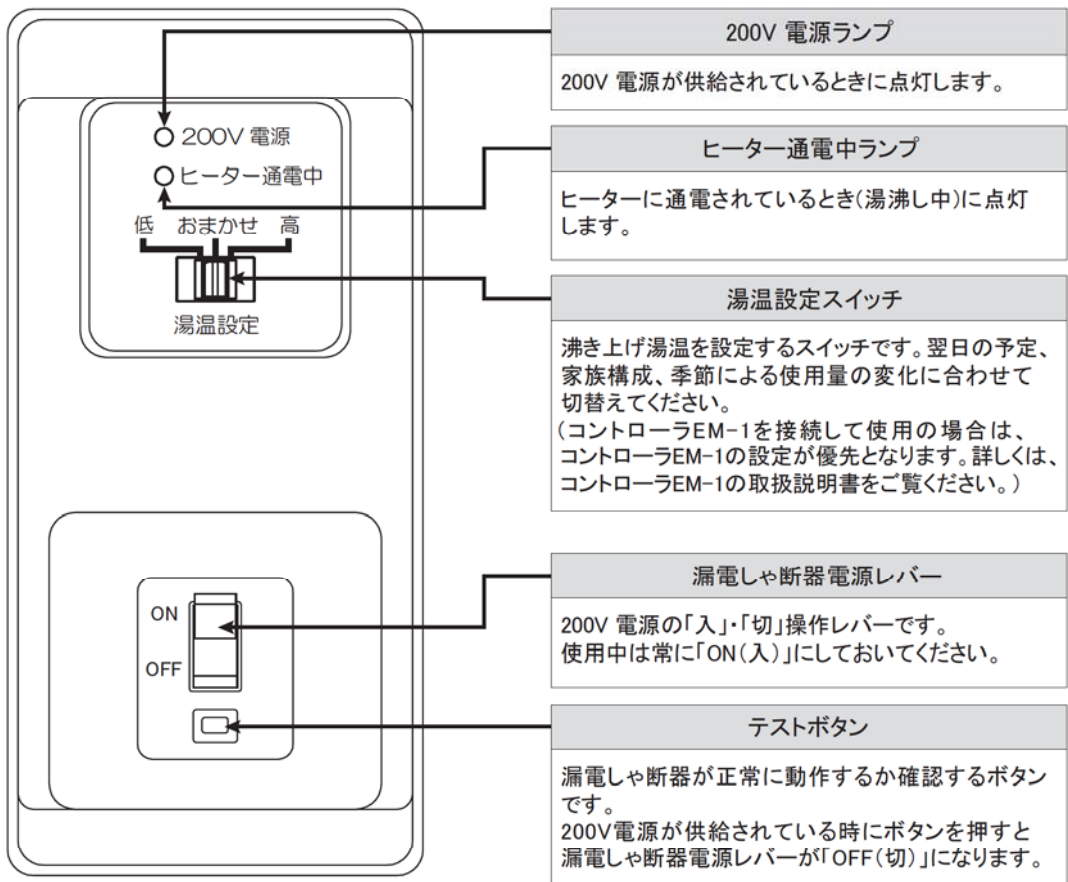 200V 電源
ヒーター通電中
低 おまかせ 高
湯温設定
ON
OFF
200V 電源ランプ
200V 電源が供給されているときに点灯します。
ヒーター通電中ランプ
ヒーターに通電されているとき(湯沸し中)に点灯
します。
湯温設定スイッチ
沸き上げ湯温を設定するスイッチです。翌日の予定、
家族構成、季節による使用量の変化に合わせて
切替えてください。
(コントローラEM-1を接続して使用の場合は、
コントローラEM-1の設定が優先となります。詳しくは、
コントローラEM-1の取扱説明書をご覧ください。)
漏電しゃ断器電源レバー
200V 電源の「入」・「切」操作レバーです。
使用中は常に「ON(入)」にしておいてください。
テストボタン
漏電しゃ断器が正常に動作するか確認するボタン
です。
200V電源が供給されている時にボタンを押すと
漏電しゃ断器電源レバーが「OFF(切)」になります。